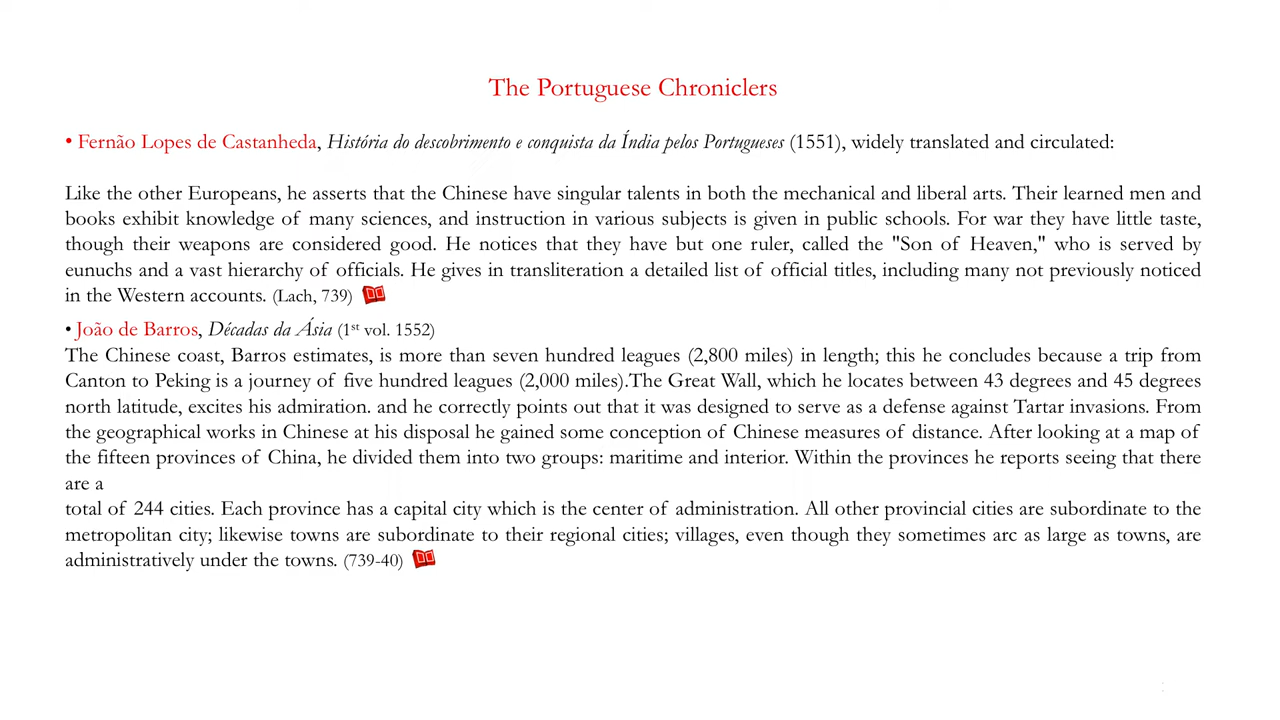 The Portuguese Chroniclers
• Fernão Lopes de Castanheda, História do descobrimento e conquista da Índia pelos Portugueses (1551), widely translated and circulated:
Like the other Europeans, he asserts that the Chinese have singular talents in both the mechanical and liberal arts. Their learned men and
books exhibit knowledge of many sciences, and instruction in various subjects is given in public schools. For war they have little taste,
though their weapons are considered good. He notices that they have but one ruler, called the "Son of Heaven," who is served by
eunuchs and a vast hierarchy of officials. He gives in transliteration a detailed list of official titles, including many not previously noticed
in the Western accounts. (Lach, 739)
• João de Barros, Décadas da Ásia (1st vol. 1552)
The Chinese coast, Barros estimates, is more than seven hundred leagues (2,800 miles) in length; this he concludes because a trip from
Canton to Peking is a journey of five hundred leagues (2,000 miles).The Great Wall, which he locates between 43 degrees and 45 degrees
north latitude, excites his admiration. and he correctly points out that it was designed to serve as a defense against Tartar invasions. From
the geographical works in Chinese at his disposal he gained some conception of Chinese measures of distance. After looking at a map of
the fifteen provinces of China, he divided them into two groups: maritime and interior. Within the provinces he reports seeing that there
are a
total of 244 cities. Each province has a capital city which is the center of administration. All other provincial cities are subordinate to the
metropolitan city; likewise towns are subordinate to their regional cities; villages, even though they sometimes arc as large as towns, are
administratively under the towns. (739-40)